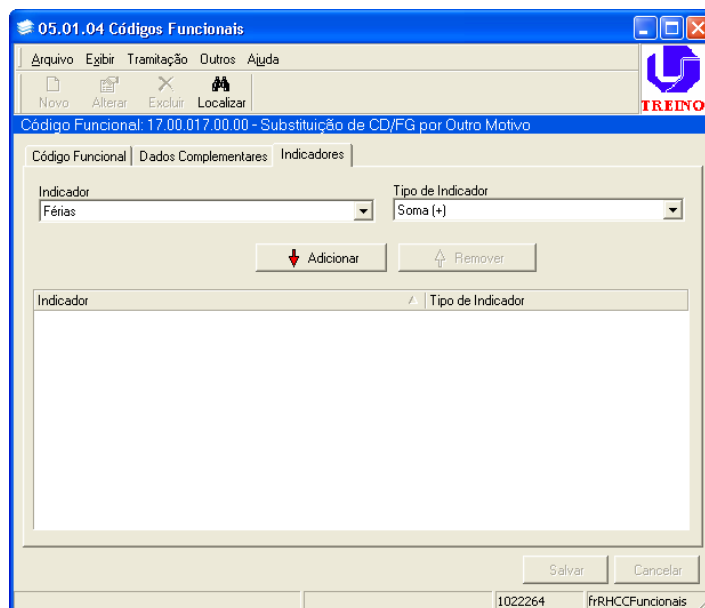 05.01.04 Códigos Funcionais
Arquivo Exibir Tramitação Outros Ajuda
Novo Alterar Excluir Localizar
TREINO
Código Funcional: 17.00.017.00.00 - Substituição de CD/FG por Outro Motivo
Código Funcional Dados Complementares Indicadores
Indicador Tipo de Indicador
Férias Soma (+)
Adicionar Remover
Indicador Tipo de Indicador
Salvar Cancelar
1022264 frRHCCFuncionais